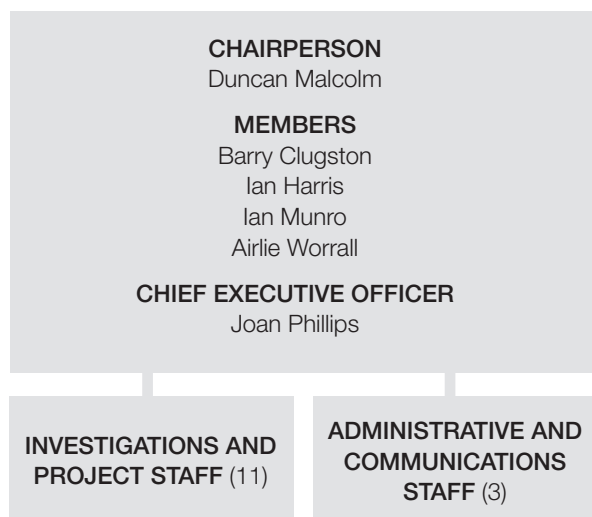 CHAIRPERSON
Duncan Malcolm
MEMBERS
Barry Clugston
Ian Harris
Ian Munro
Airlie Worrall
CHIEF EXECUTIVE OFFICER
Joan Phillips
INVESTIGATIONS AND
PROJECT STAFF (11)
ADMINISTRATIVE AND
COMMUNICATIONS
STAFF (3)